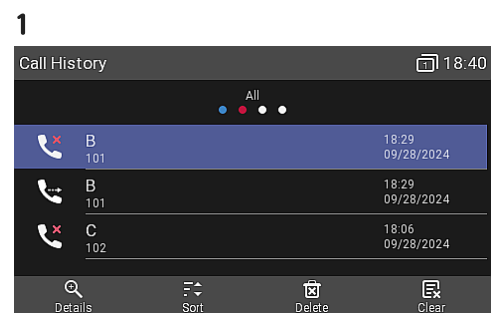 1
Call History 1 18:40
All
B 18:29
101 09/28/2024
B 18:29
101 09/28/2024
C 18:06
102 09/28/2024
Details Sort Delete Clear